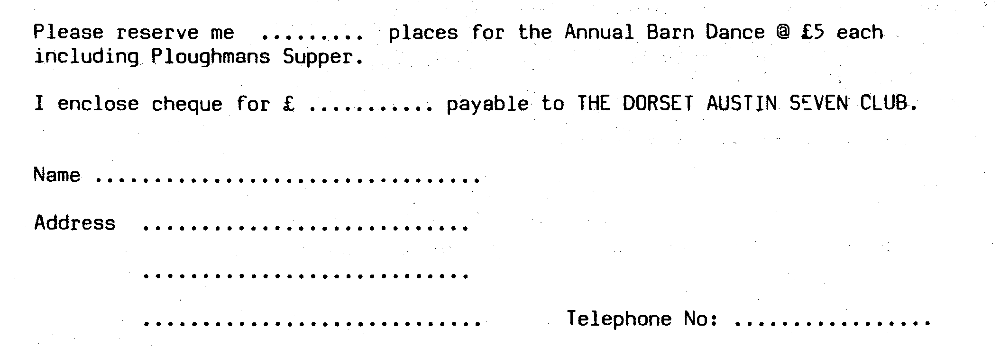 Please reserve me ......... places for the Annual Barn Dance @ £5 each
including Ploughmans Supper.
I enclose cheque for £ ........... payable to THE DORSET AUSTIN SEVEN CLUB.
Name .................................
Address ............................
............................
............................. Telephone No: .................